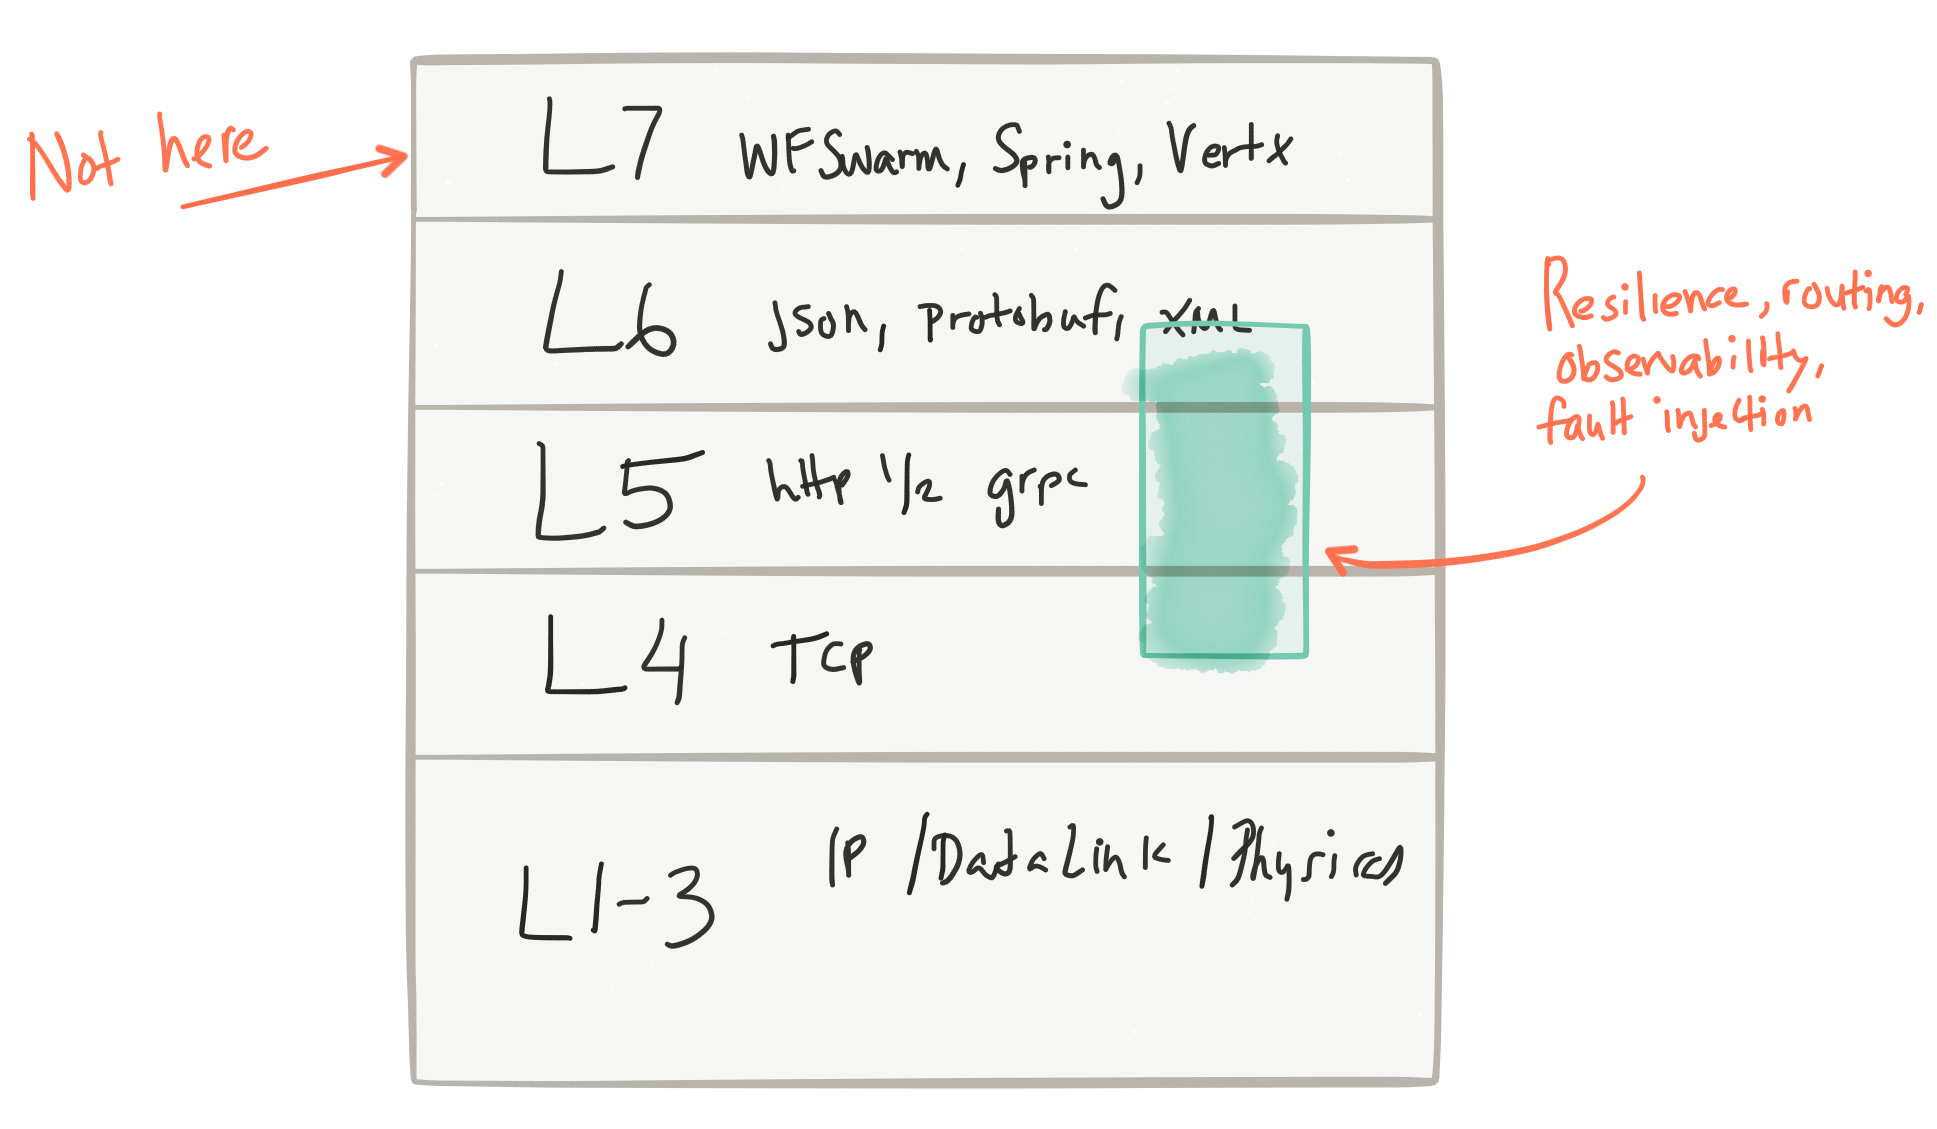 Not here
L7 WFSwarm, Spring, Vertx
L6 json, protobuf, xml
Resilience, routing,
observability,
fault injection
L5 http 1/2 grpc
L4 TCP
L1-3 IP /DataLink /Physical